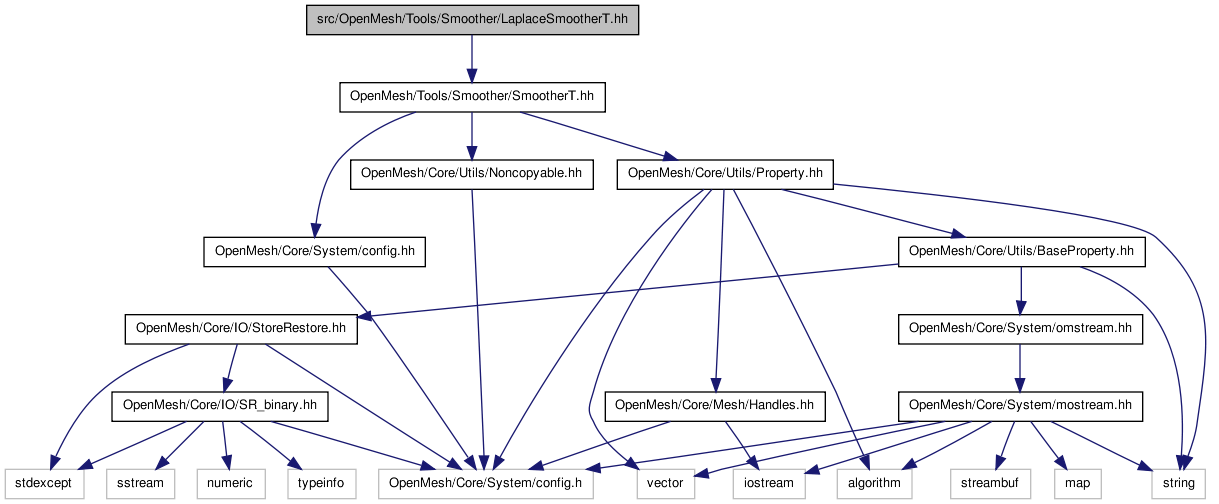 src/OpenMesh/Tools/Smoother/LaplaceSmootherT.hh
OpenMesh/Tools/Smoother/SmootherT.hh
OpenMesh/Core/Utils/Noncopyable.hh
OpenMesh/Core/Utils/Property.hh
OpenMesh/Core/System/config.hh
OpenMesh/Core/Utils/BaseProperty.hh
OpenMesh/Core/IO/StoreRestore.hh
OpenMesh/Core/System/omstream.hh
OpenMesh/Core/IO/SR_binary.hh
OpenMesh/Core/Mesh/Handles.hh
OpenMesh/Core/System/mostream.hh
stdexcept
sstream
numeric
typeinfo
OpenMesh/Core/System/config.h
vector
iostream
algorithm
streambuf
map
string